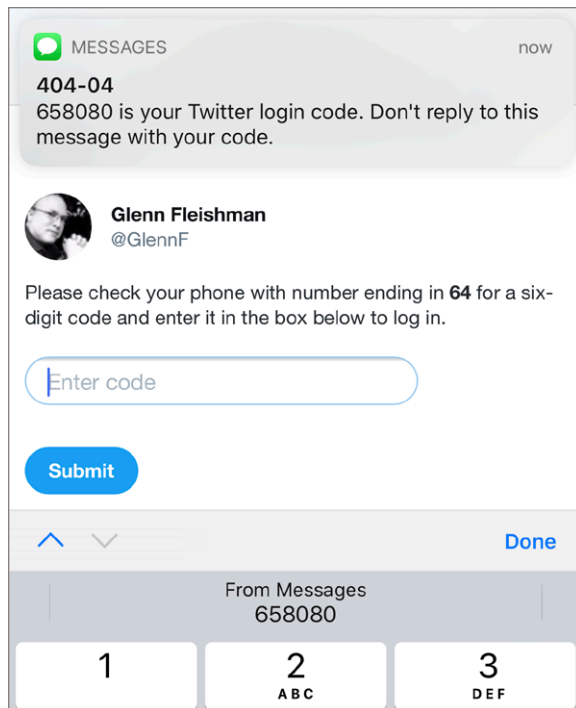 MESSAGES now
404-04
658080 is your Twitter login code. Don't reply to this
message with your code.
Glenn Fleishman
@GlennF
Please check your phone with number ending in 64 for a six-
digit code and enter it in the box below to log in.
Enter code
Submit
Done
From Messages
658080
1 2 3
ABC DEF